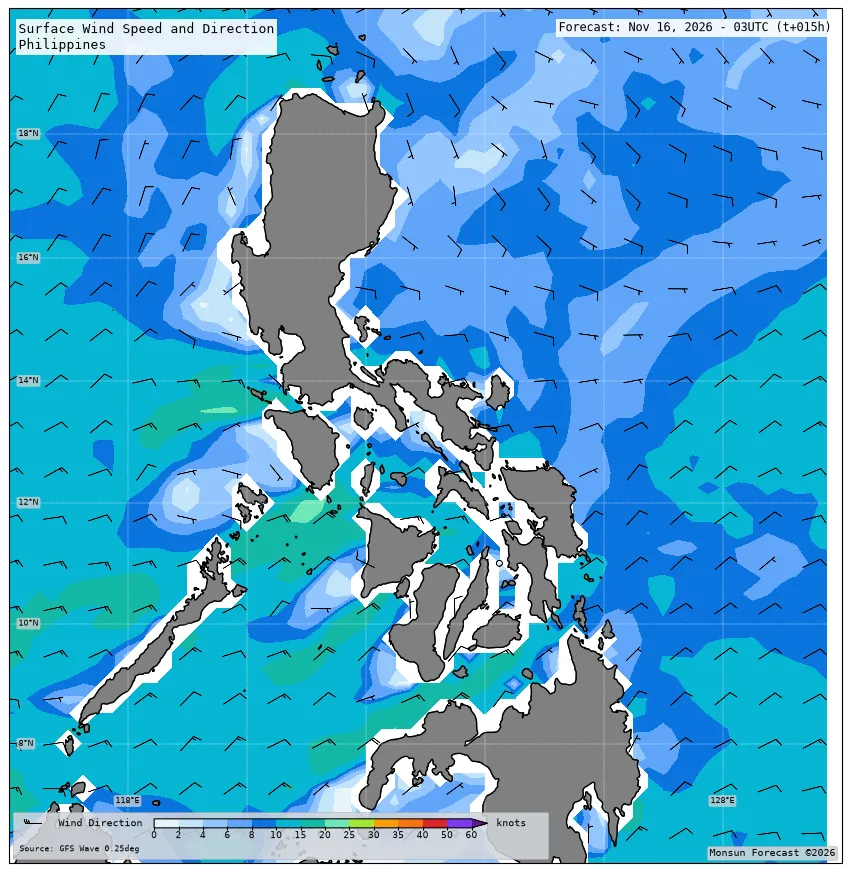 Surface Wind Speed and Direction
Philippines
Forecast: Nov 16, 2026 - 03UTC (t+015h)
18°N
16°N
14°N
12°N
10°N
8°N
118°E
128°E
Wind Direction
0 2 4 6 8 10 15 20 25 30 35 40 50 60
knots
Source: GFS Wave 0.25deg
Monsun Forecast ©2026